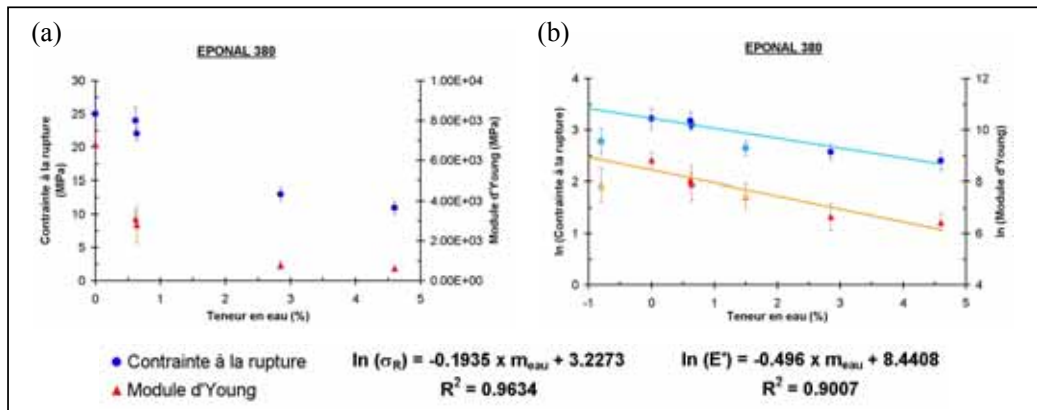 (a)
EPONAL 380
Contrainte à la rupture
(MPa)
30
25
20
15
10
5
0
1.00E+04
8.00E+03
6.00E+03
4.00E+03
2.00E+03
0.00E+00
Module d'Young (MPa)
0 1 2 3 4 5
Teneur en eau (%)
(b)
EPONAL 380
ln (Contrainte à la rupture)
4
3
2
1
0
12
10
8
6
4
ln (Module d'Young)
-1 0 1 2 3 4 5
Teneur en eau (%)
Contrainte à la rupture
Module d'Young
ln (σR) = -0.1935 x meau + 3.2273
R² = 0.9634
ln (E*) = -0.496 x meau + 8.4408
R² = 0.9007